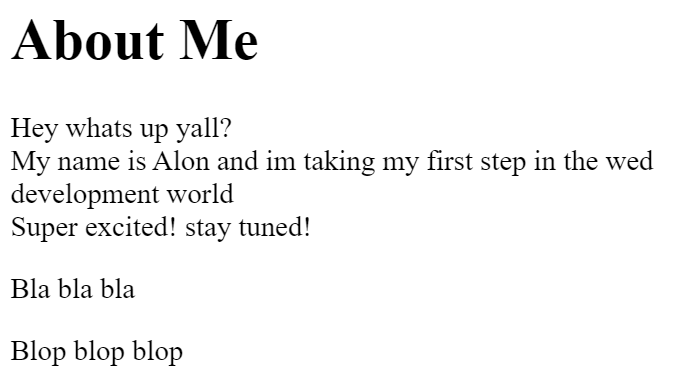 About Me
Hey whats up yall?
My name is Alon and im taking my first step in the wed
development world
Super excited! stay tuned!
Bla bla bla
Blop blop blop